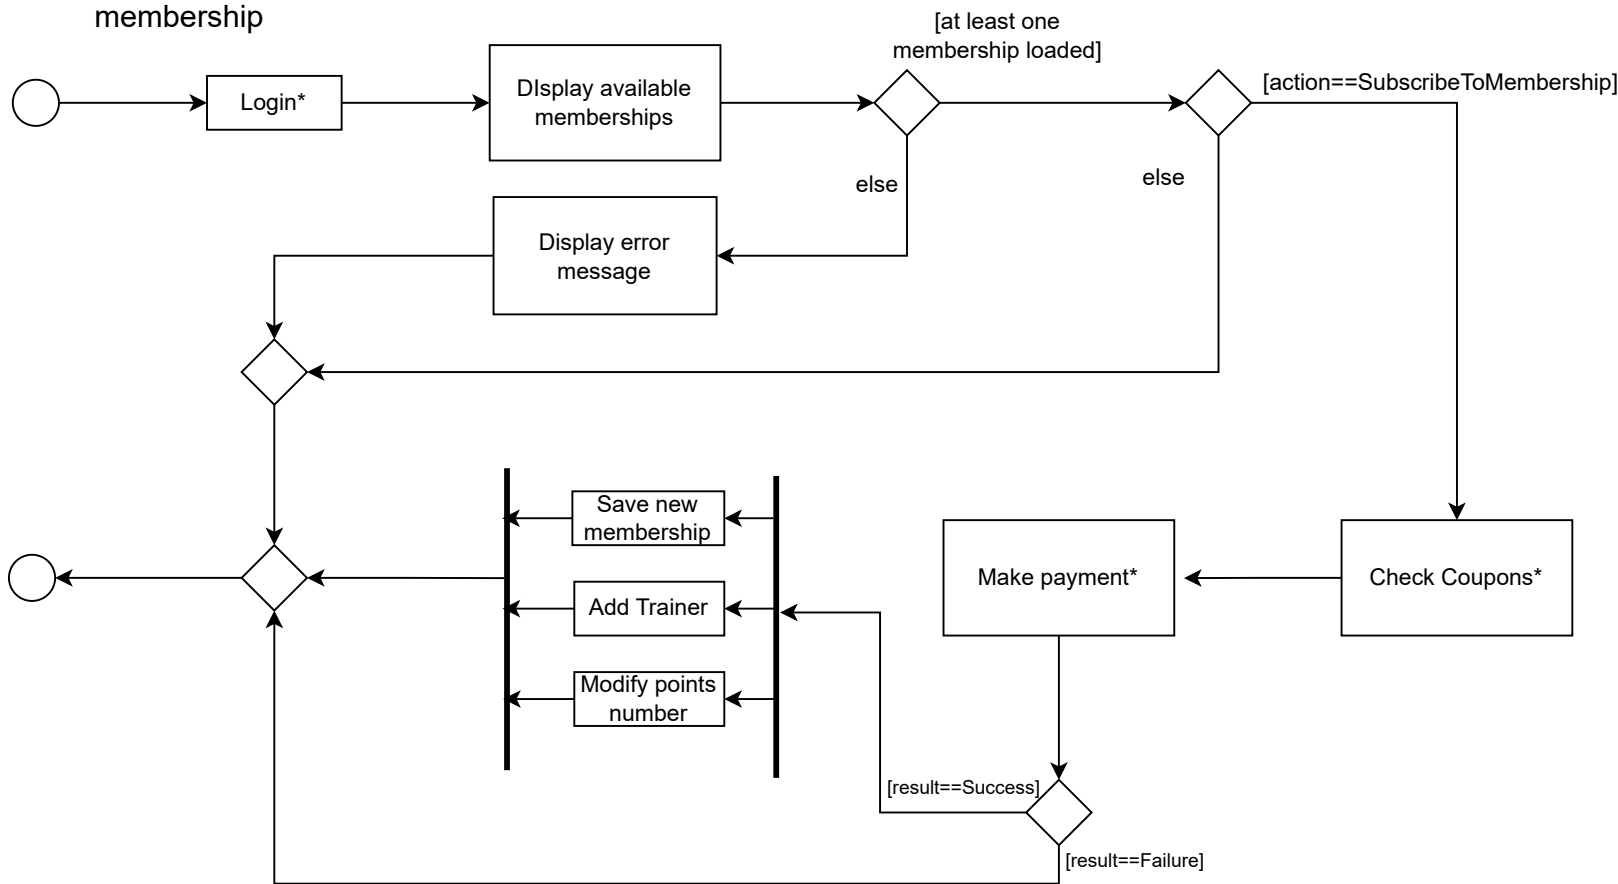 membership
[at least one
membership loaded]
[action==SubscribeToMembership]
Login*
DIsplay available
memberships
else
else
Display error
message
Save new
membership
Make payment*
Check Coupons*
Add Trainer
Modify points
number
[result==Success]
[result==Failure]